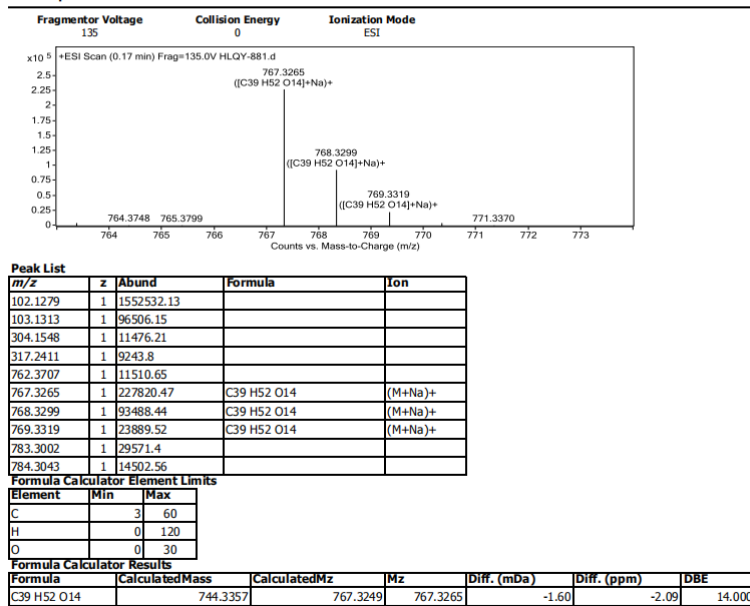 Fragmentor Voltage Collision Energy Ionization Mode
135 0 ESI
x10 5 +ESI Scan (0.17 min) Frag=135.0V HLQY-881.d
767.3265
([C39 H52 O14]+Na)+
768.3299
([C39 H52 O14]+Na)+
769.3319
([C39 H52 O14]+Na)+
764.3748 765.3799 771.3370
2.5
2.25
2
1.75
1.5
1.25
1
0.75
0.5
0.25
0
764 765 766 767 768 769 770 771 772 773
Counts vs. Mass-to-Charge (m/z)
Peak List
m/z z Abund Formula Ion
102.1279 1 1552532.13
103.1313 1 96506.15
304.1548 1 11476.21
317.2411 1 9243.8
762.3707 1 11510.65
767.3265 1 227820.47 C39 H52 O14 (M+Na)+
768.3299 1 93488.44 C39 H52 O14 (M+Na)+
769.3319 1 23889.52 C39 H52 O14 (M+Na)+
783.3002 1 29571.4
784.3043 1 14502.56
Formula Calculator Element Limits
Element Min Max
C 3 60
H 0 120
O 0 30
Formula Calculator Results
Formula CalculatedMass CalculatedMz Mz Diff. (mDa) Diff. (ppm) DBE
C39 H52 O14 744.3357 767.3249 767.3265 -1.60 -2.09 14.000